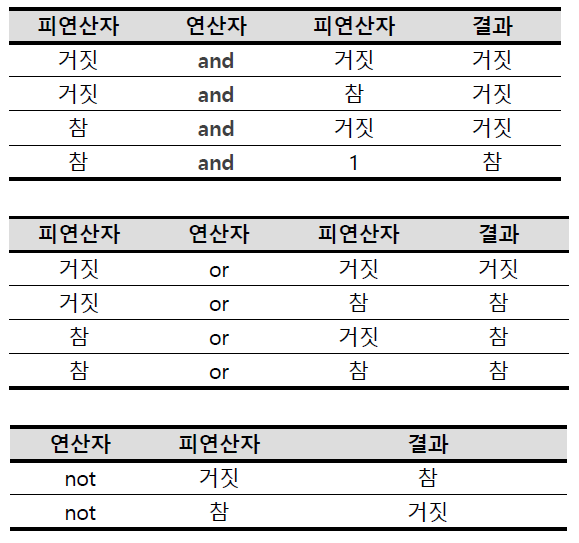 피연산자 연산자 피연산자 결과
거짓 and 거짓 거짓
거짓 and 참 거짓
참 and 거짓 거짓
참 and 1 참
피연산자 연산자 피연산자 결과
거짓 or 거짓 거짓
거짓 or 참 참
참 or 거짓 참
참 or 참 참
연산자 피연산자 결과
not 거짓 참
not 참 거짓